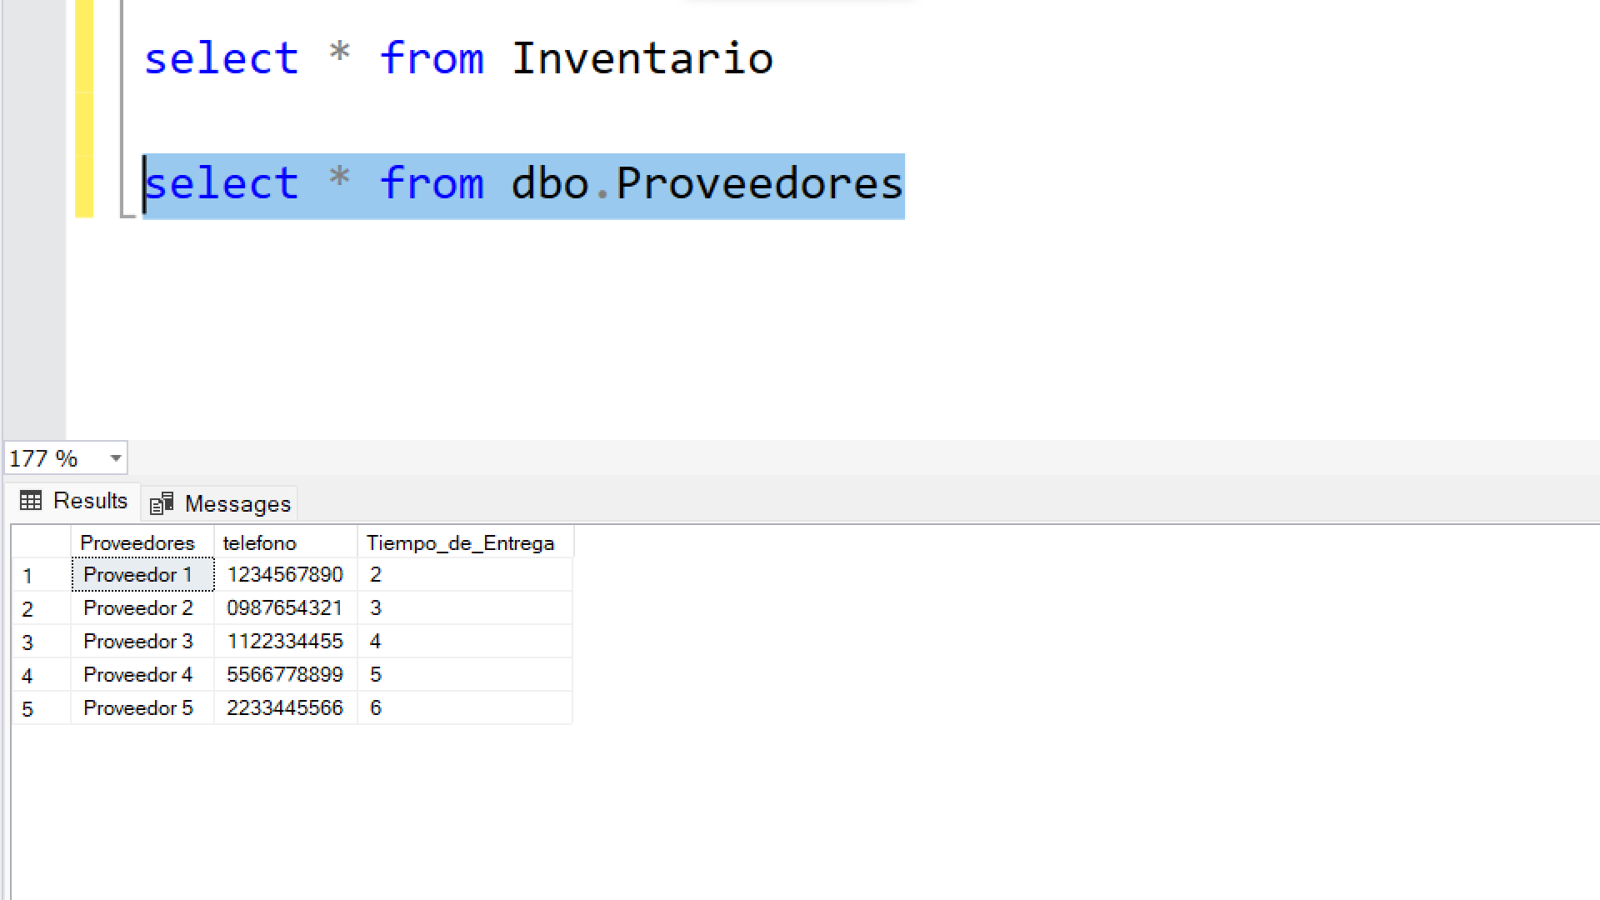 select * from Inventario
select * from dbo.Proveedores
177 %
Results Messages
Proveedores telefono Tiempo_de_Entrega
1 Proveedor 1 1234567890 2
2 Proveedor 2 0987654321 3
3 Proveedor 3 1122334455 4
4 Proveedor 4 5566778899 5
5 Proveedor 5 2233445566 6